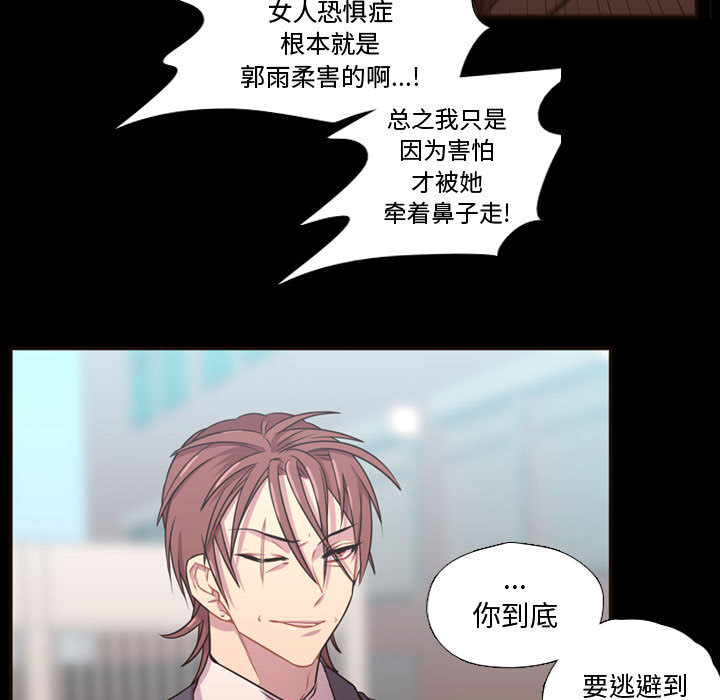 女人恐惧症
根本就是
郭雨柔害的啊...!
总之我只是
因为害怕
才被她
牵着鼻子走!
...
你到底
要逃避到